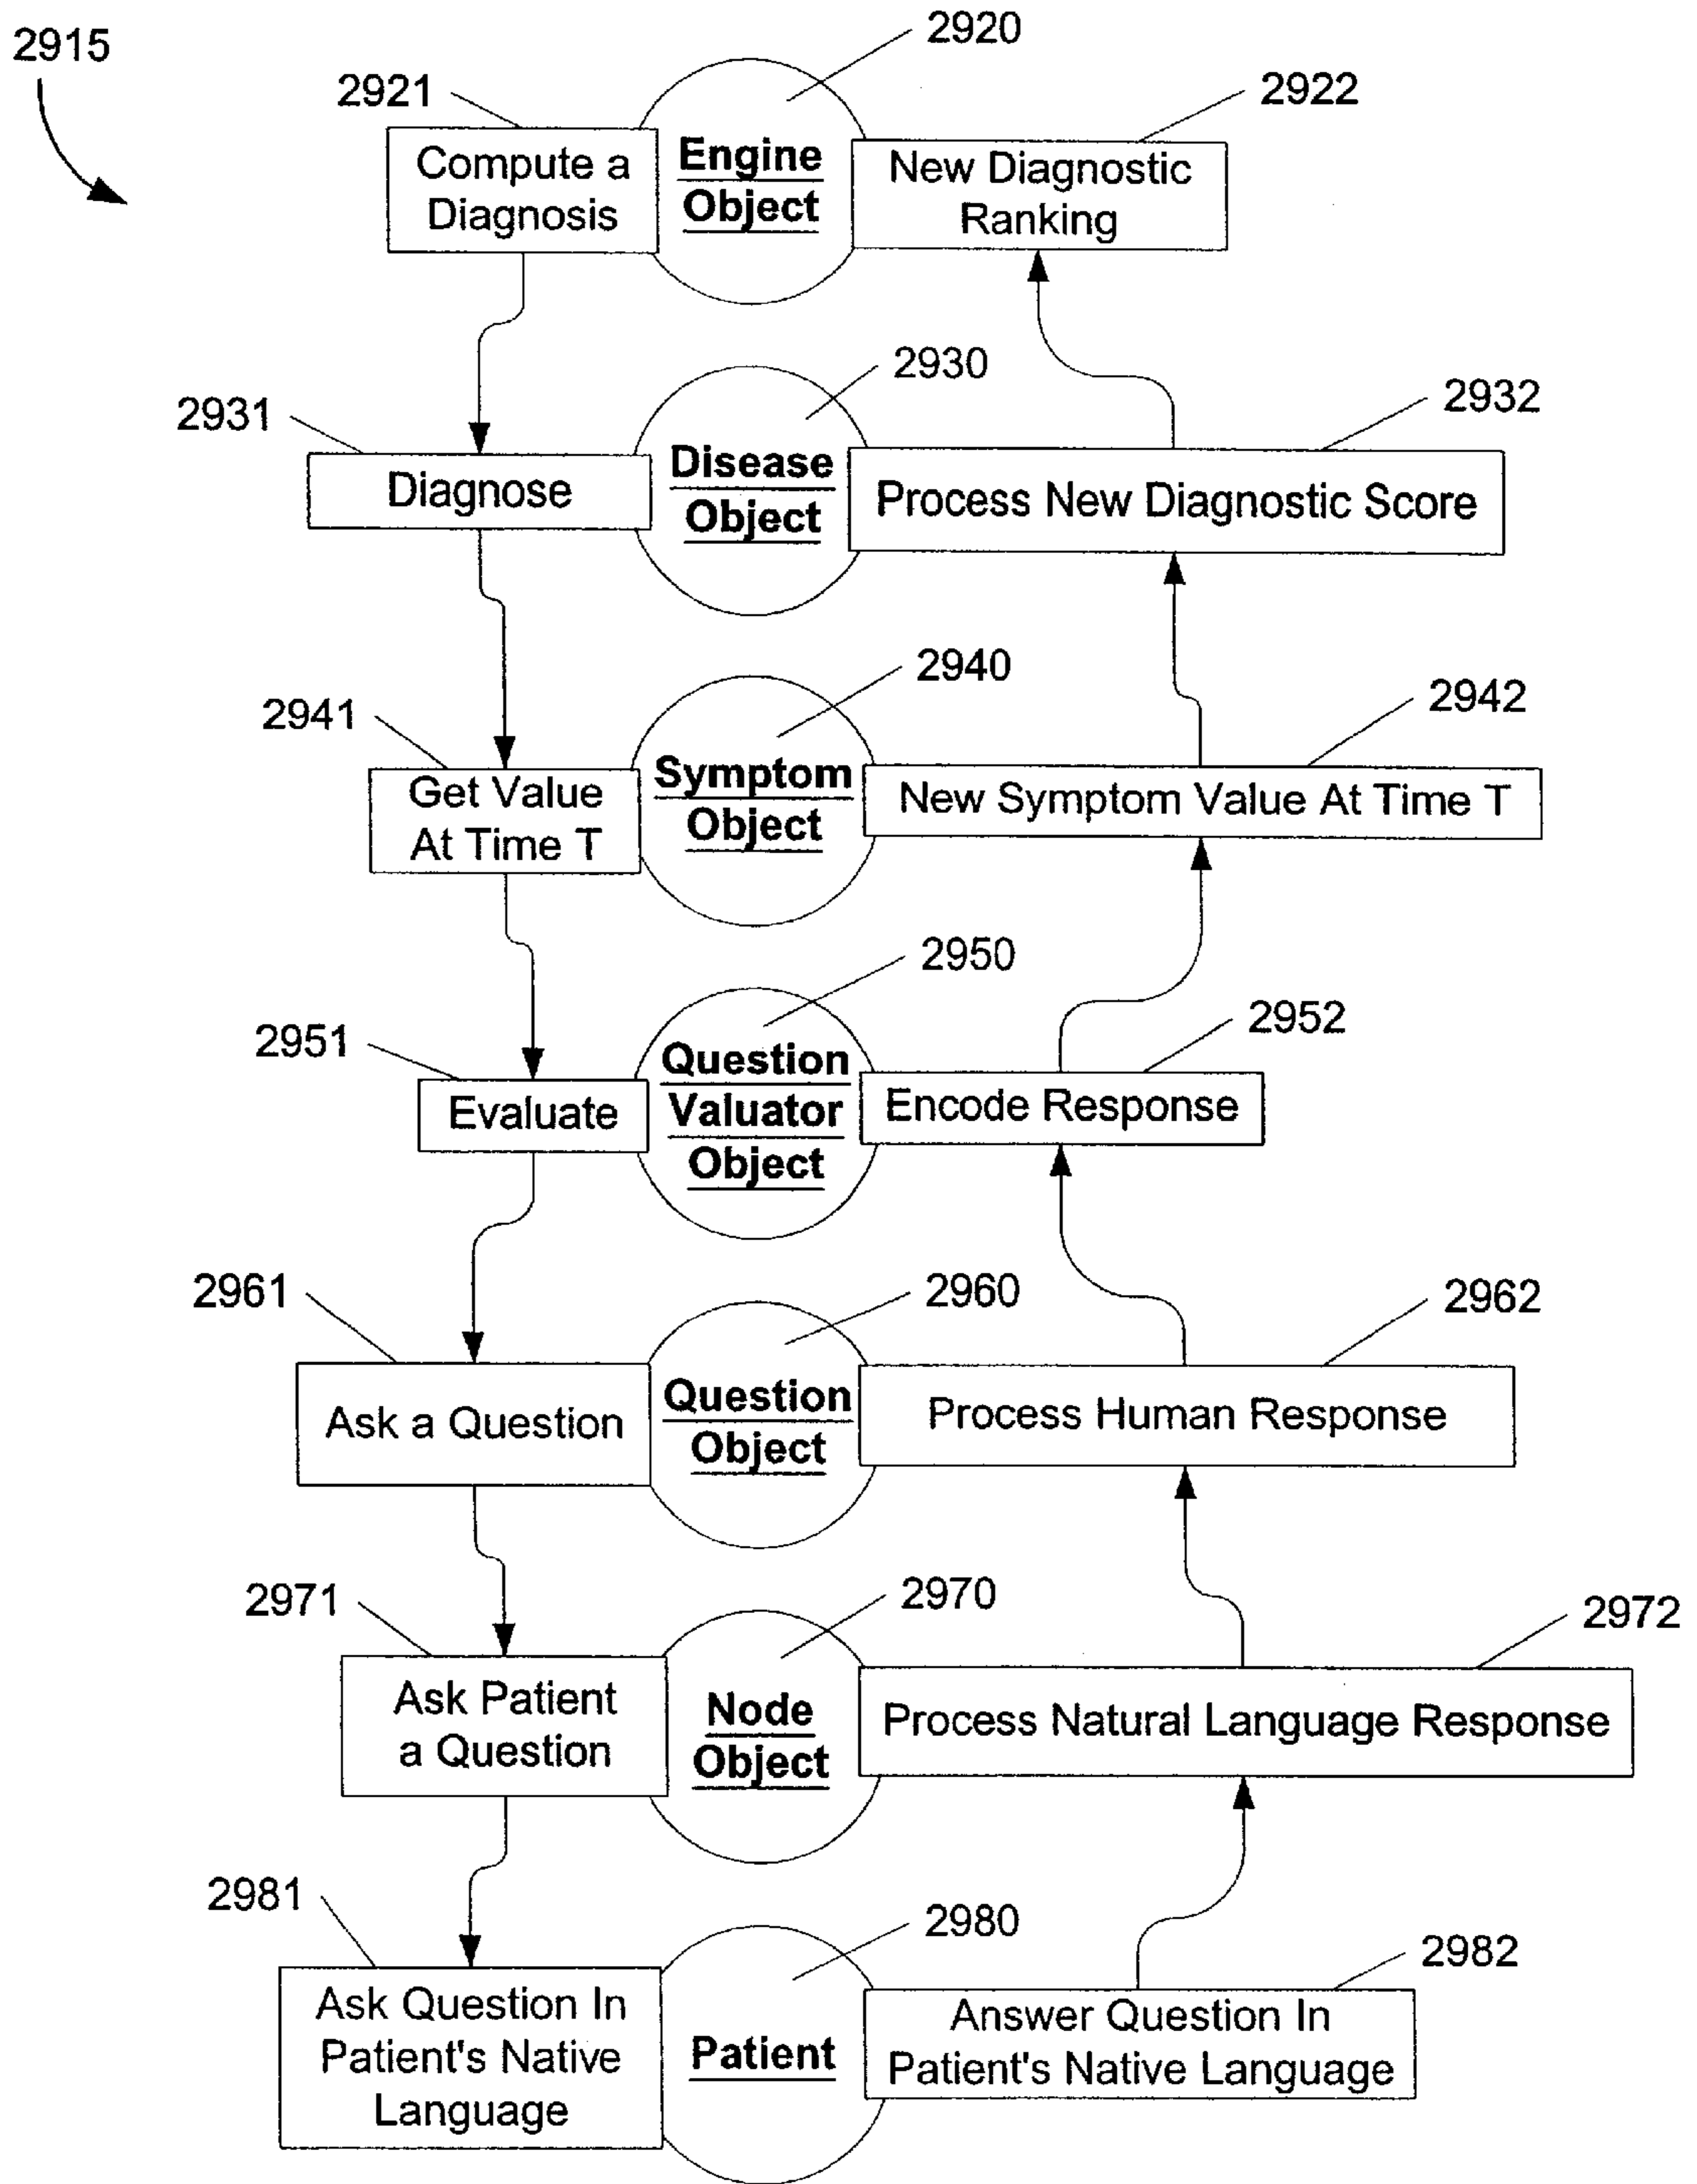 2915
2920
2921
2922
Compute a
Diagnosis
Engine
Object
New Diagnostic
Ranking
2930
2931
2932
Diagnose
Disease
Object
Process New Diagnostic Score
2940
2941
2942
Get Value
At Time T
Symptom
Object
New Symptom Value At Time T
2950
2951
2952
Evaluate
Question
Valuator
Object
Encode Response
2960
2961
2962
Ask a Question
Question
Object
Process Human Response
2970
2971
2972
Ask Patient
a Question
Node
Object
Process Natural Language Response
2980
2981
2982
Ask Question In
Patient's Native
Language
Patient
Answer Question In
Patient's Native Language